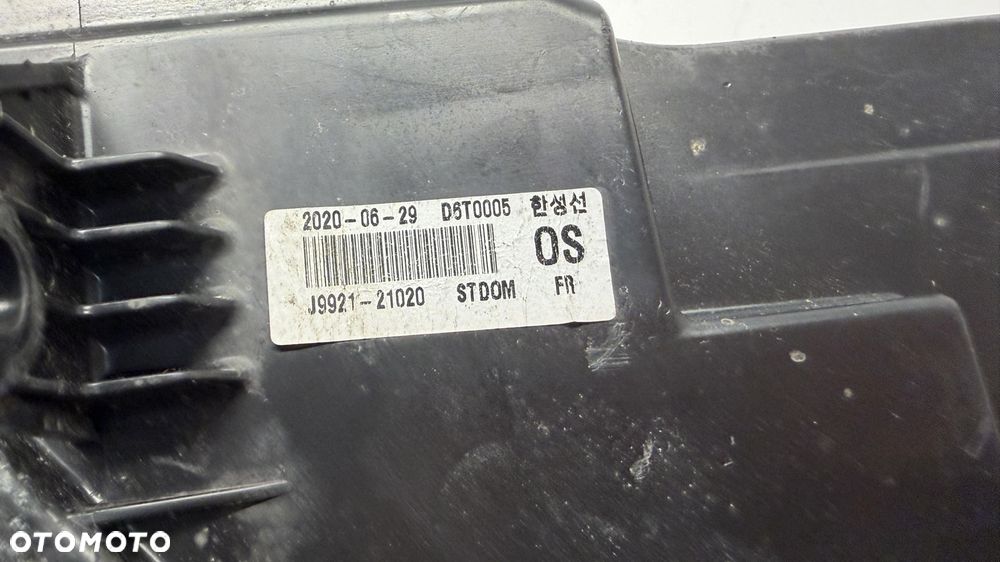 2020-06-29 D6T0005 한성선
OS
J9921-21020 STDOM FR
OTOMOTO